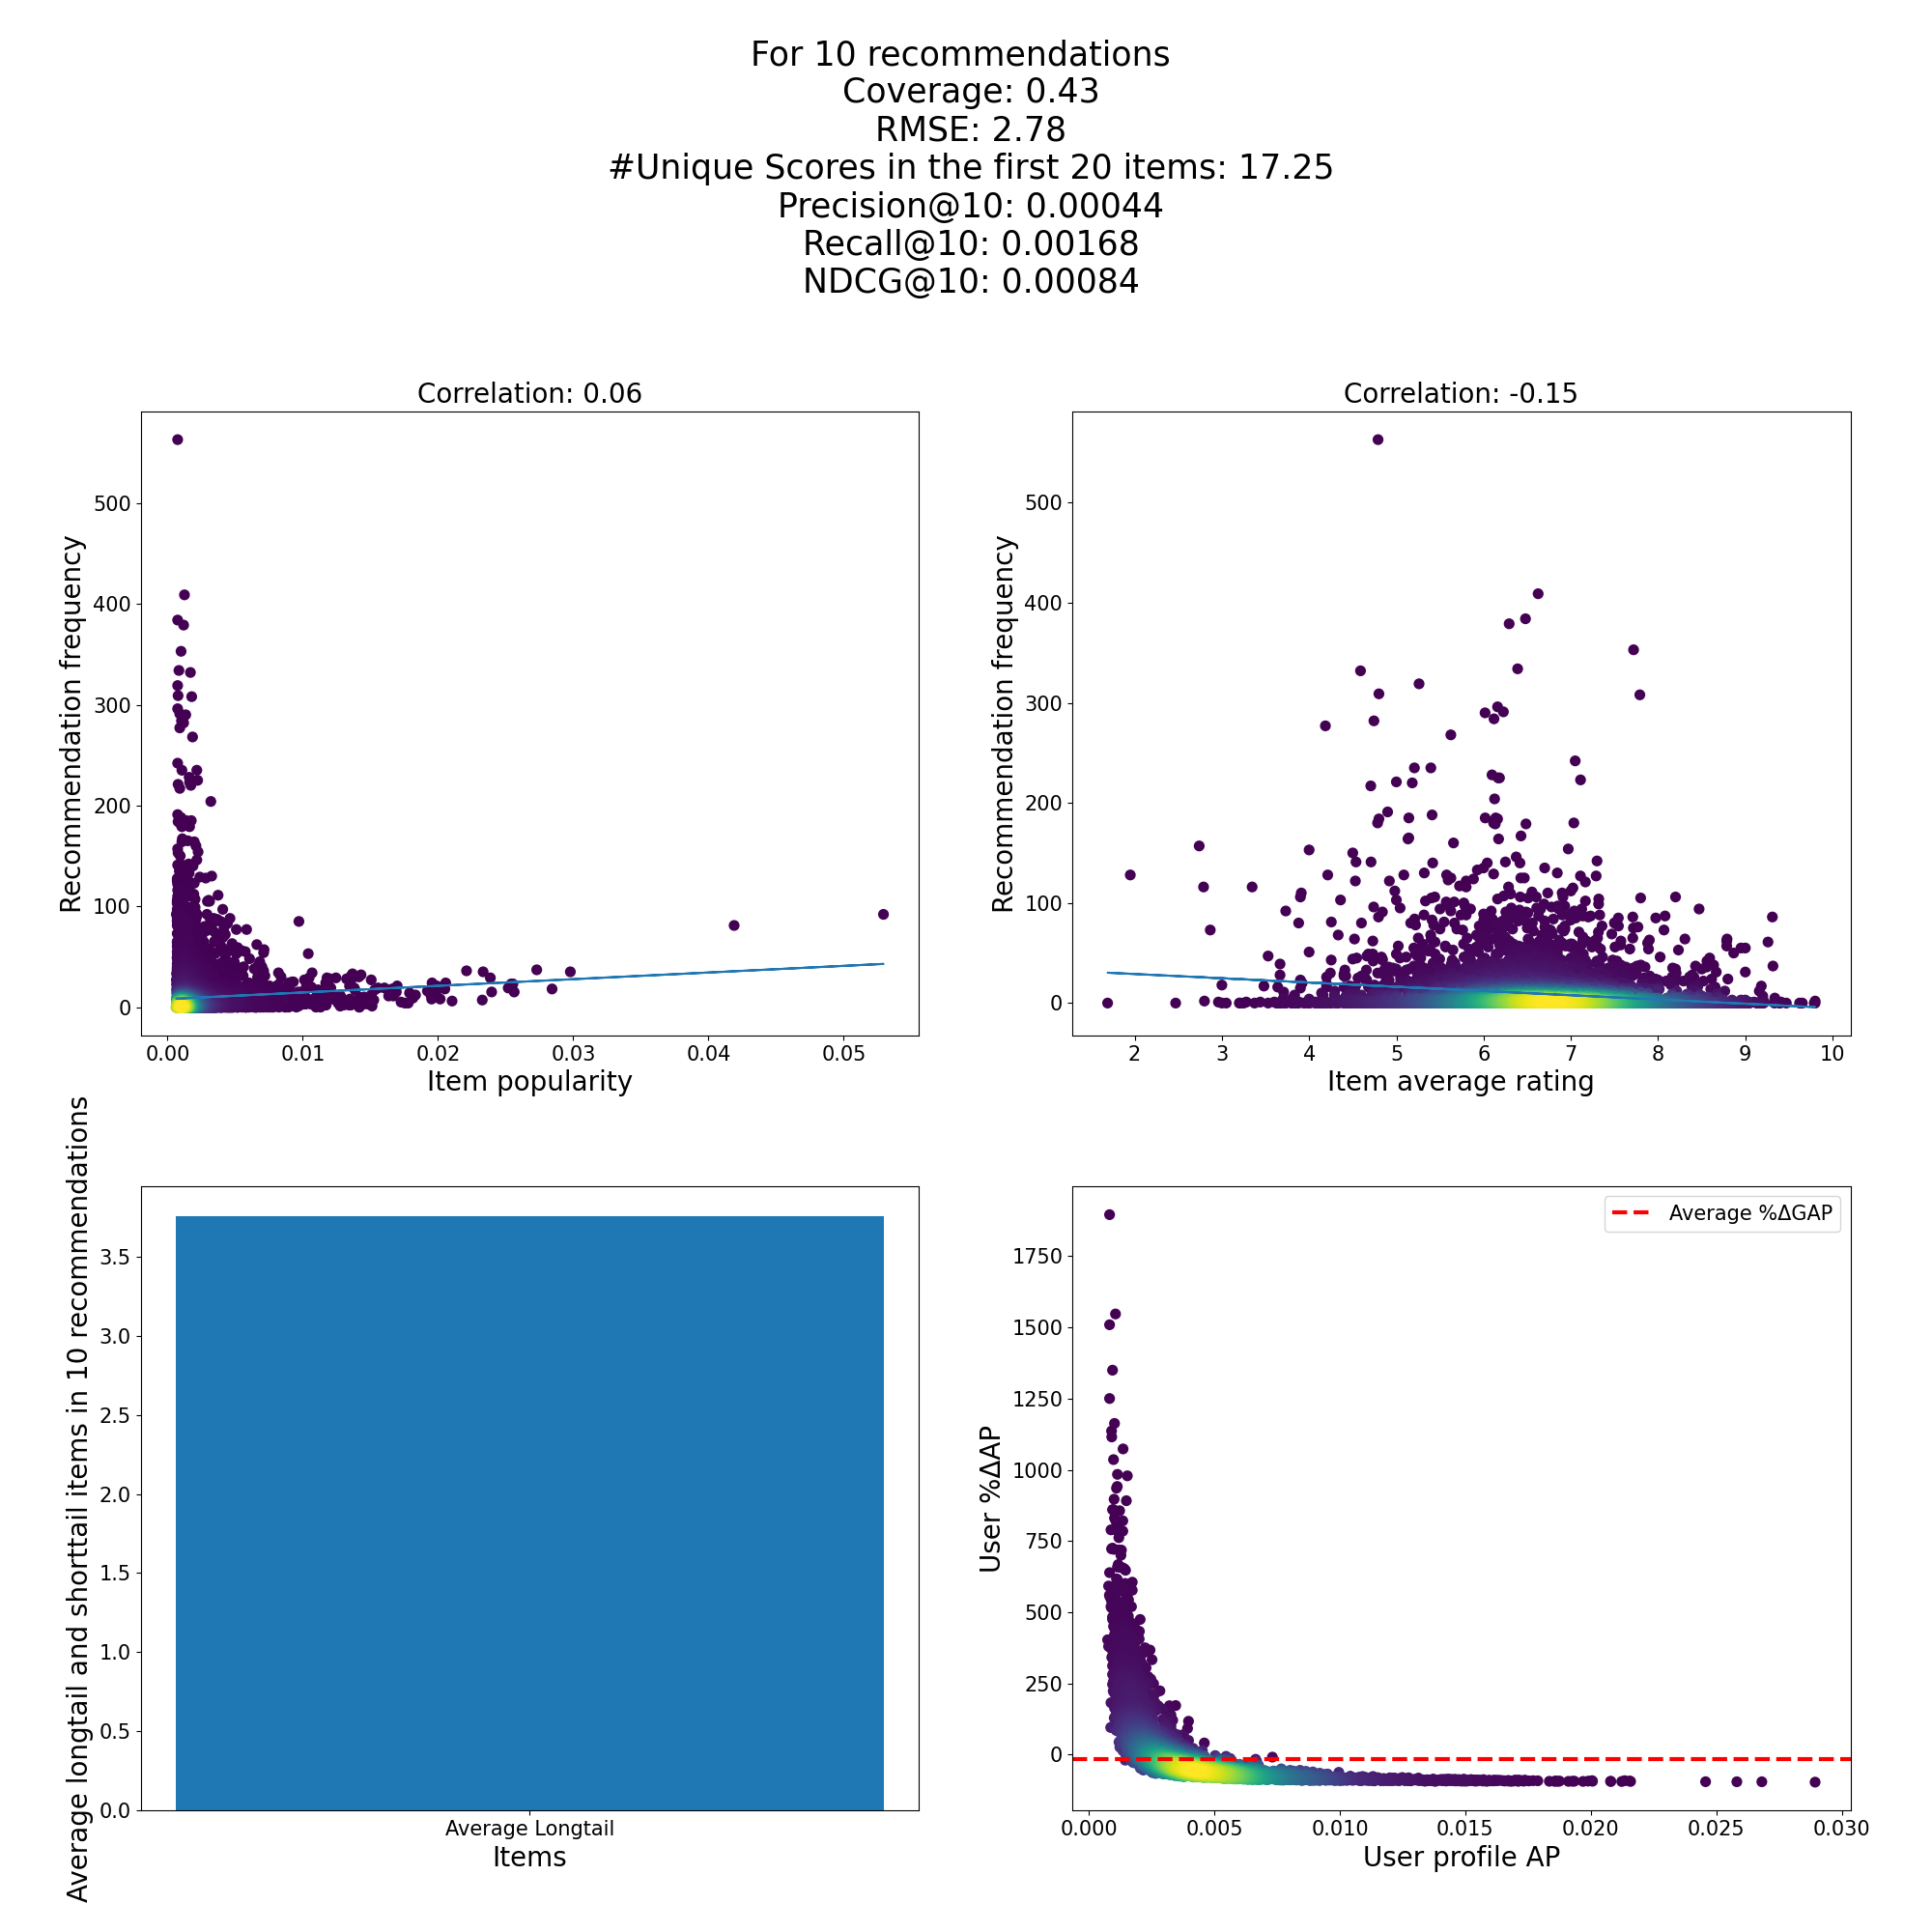 For 10 recommendations
Coverage: 0.43
RMSE: 2.78
#Unique Scores in the first 20 items: 17.25
Precision@10: 0.00044
Recall@10: 0.00168
NDCG@10: 0.00084
Correlation: 0.06
Recommendation frequency
500
400
300
200
100
0
0.00 0.01 0.02 0.03 0.04 0.05
Item popularity
Correlation: -0.15
Recommendation frequency
500
400
300
200
100
0
2 3 4 5 6 7 8 9 10
Item average rating
Average longtail and shorttail items in 10 recommendations
3.5
3.0
2.5
2.0
1.5
1.0
0.5
0.0
Average Longtail
Items
Average %ΔGAP
User %ΔAP
1750
1500
1250
1000
750
500
250
0
0.000 0.005 0.010 0.015 0.020 0.025 0.030
User profile AP